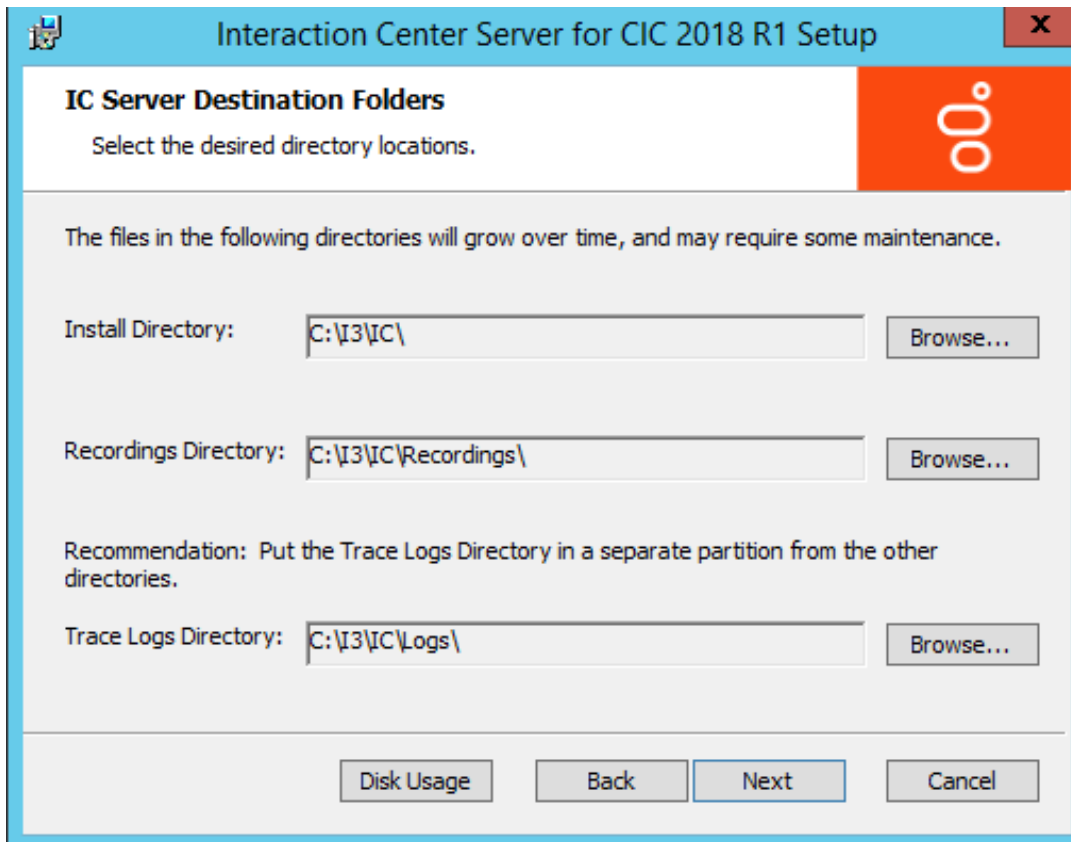 Interaction Center Server for CIC 2018 R1 Setup
x
IC Server Destination Folders
Select the desired directory locations.
The files in the following directories will grow over time, and may require some maintenance.
Install Directory: C:\I3\IC\ Browse...
Recordings Directory: C:\I3\IC\Recordings\ Browse...
Recommendation: Put the Trace Logs Directory in a separate partition from the other
directories.
Trace Logs Directory: C:\I3\IC\Logs\ Browse...
Disk Usage Back Next Cancel